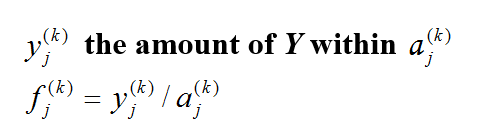 y_j^{(k)} the amount of Y within a_j^{(k)}
f_j^{(k)} = y_j^{(k)} / a_j^{(k)}